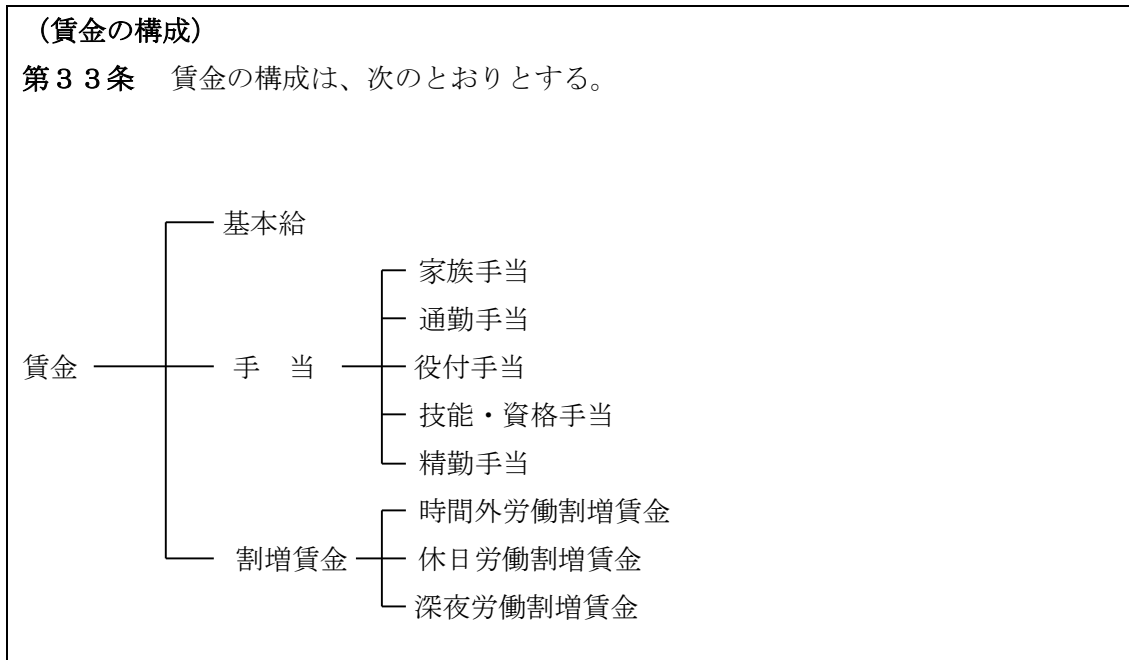 （賃金の構成）
第３３条　賃金の構成は、次のとおりとする。
基本給
家族手当
通勤手当
賃金　手　当　役付手当
技能・資格手当
精勤手当
時間外労働割増賃金
割増賃金　休日労働割増賃金
深夜労働割増賃金